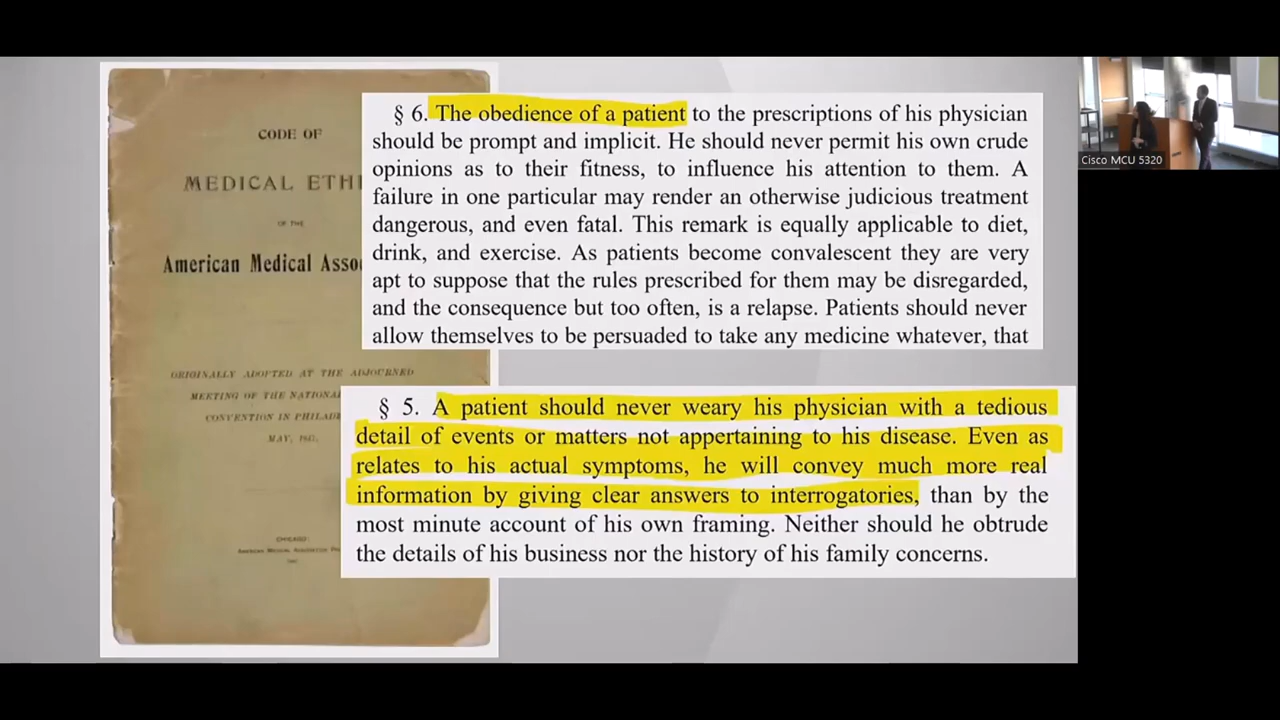 CODE OF
MEDICAL ETHI
OF THE
American Medical Asso
ORIGINALLY ADOPTED AT THE ADJOURNED
MEETING OF THE NATIONA
CONVENTION IN PHILADE
MAY,
CHICAGO:
American Medical Association
§ 6. The obedience of a patient to the prescriptions of his physician
should be prompt and implicit. He should never permit his own crude
opinions as to their fitness, to influence his attention to them. A
failure in one particular may render an otherwise judicious treatment
dangerous, and even fatal. This remark is equally applicable to diet,
drink, and exercise. As patients become convalescent they are very
apt to suppose that the rules prescribed for them may be disregarded,
and the consequence but too often, is a relapse. Patients should never
allow themselves to be persuaded to take any medicine whatever, that
§ 5. A patient should never weary his physician with a tedious
detail of events or matters not appertaining to his disease. Even as
relates to his actual symptoms, he will convey much more real
information by giving clear answers to interrogatories, than by the
most minute account of his own framing. Neither should he obtrude
the details of his business nor the history of his family concerns.
Cisco MCU 5320